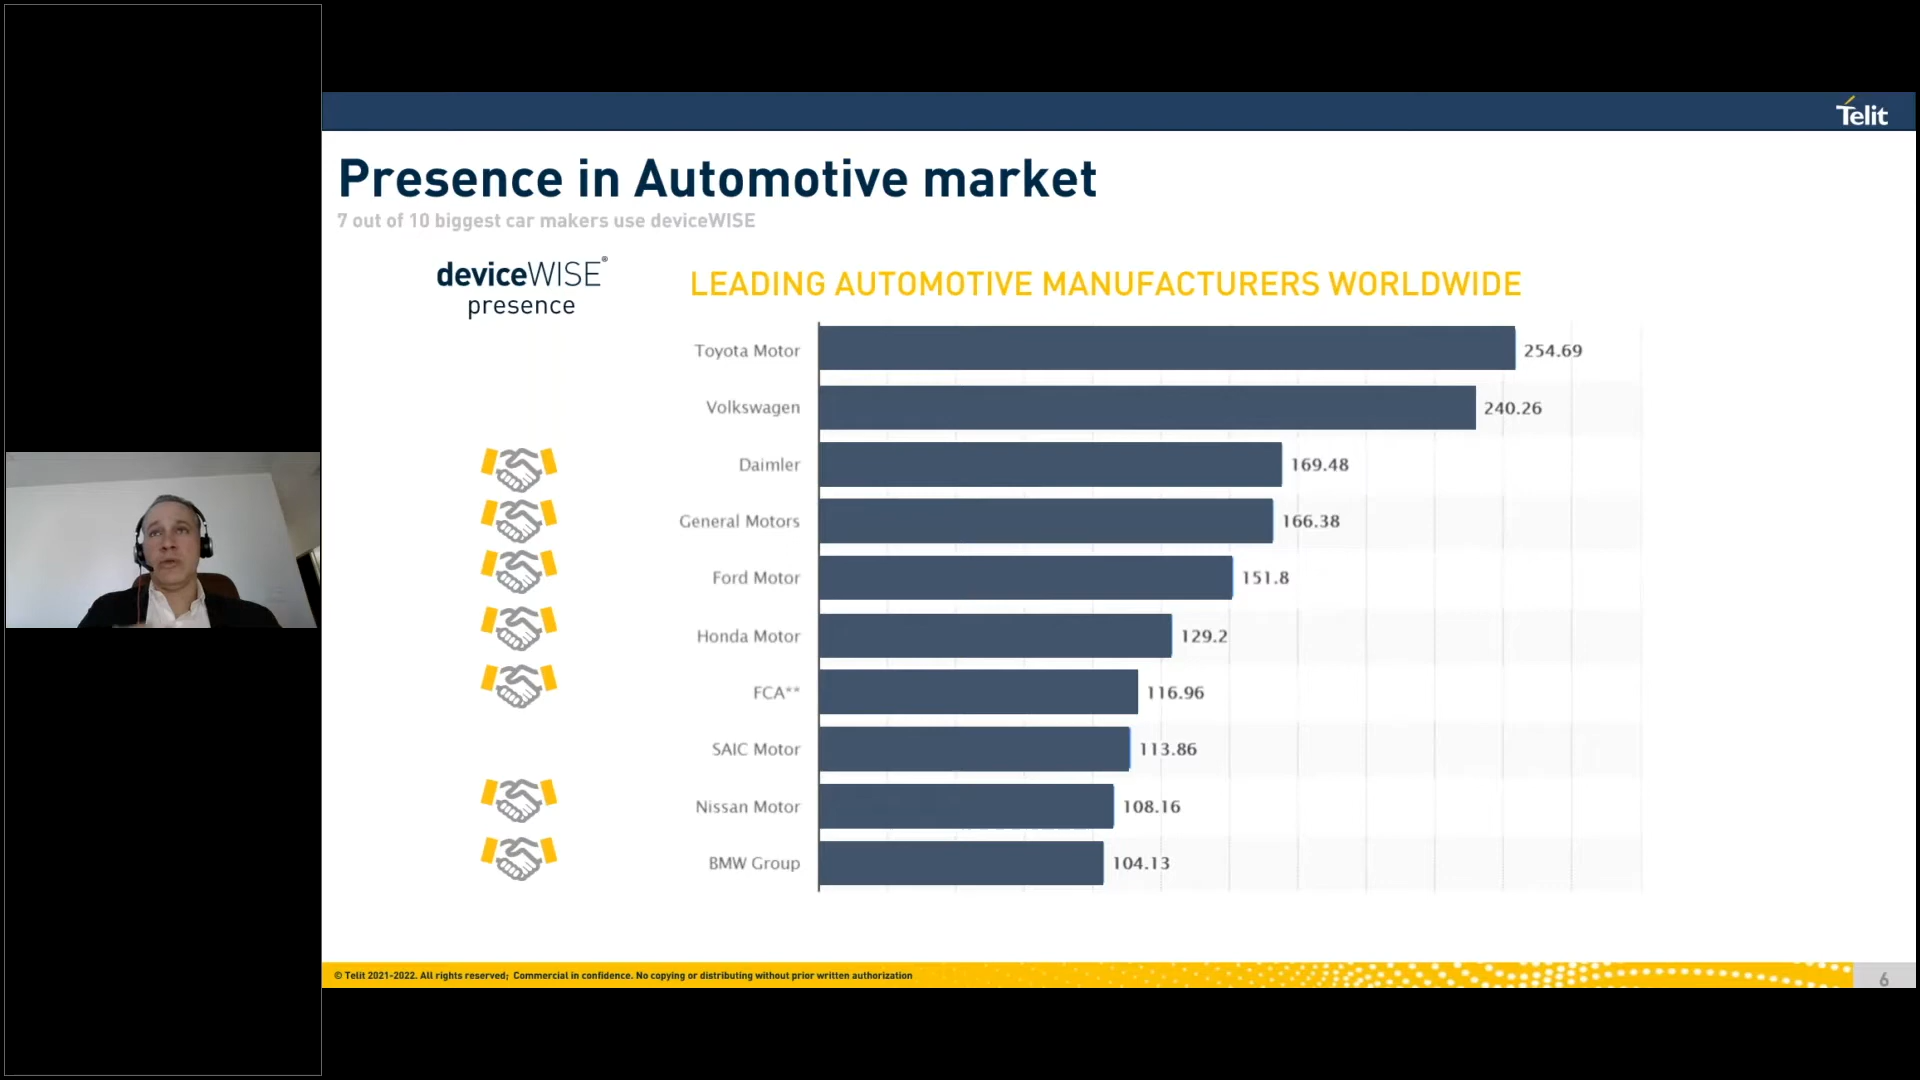 Telit
Presence in Automotive market
7 out of 10 biggest car makers use deviceWISE
deviceWISE®
presence
LEADING AUTOMOTIVE MANUFACTURERS WORLDWIDE
Toyota Motor 254.69
Volkswagen 240.26
Daimler 169.48
General Motors 166.38
Ford Motor 151.8
Honda Motor 129.2
FCA** 116.96
SAIC Motor 113.86
Nissan Motor 108.16
BMW Group 104.13
© Telit 2021-2022. All rights reserved; Commercial in confidence. No copying or distributing without prior written authorization
6